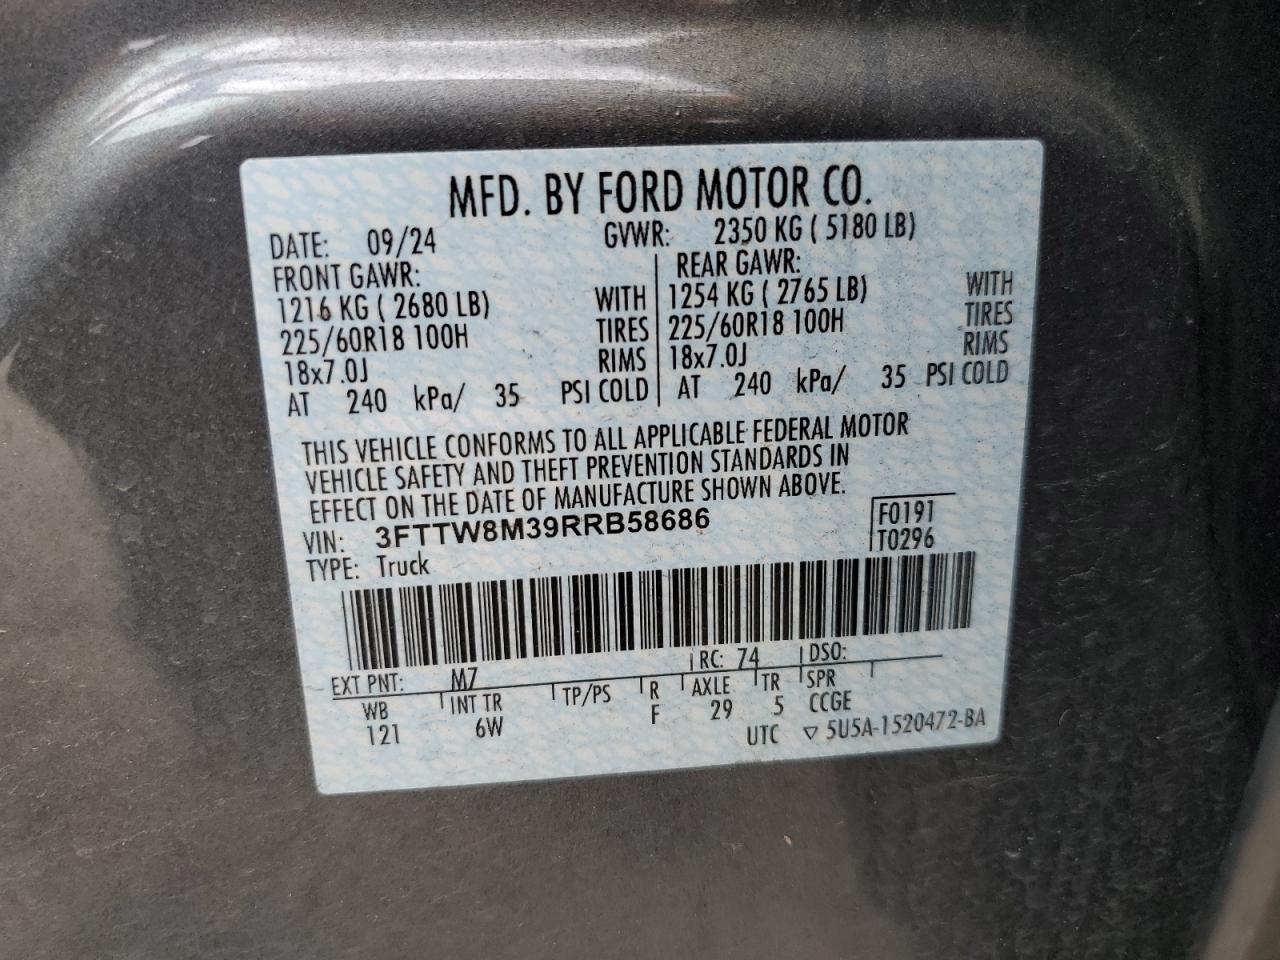 MFD. BY FORD MOTOR CO.
DATE: 09/24 GVWR: 2350 KG ( 5180 LB)
FRONT GAWR: REAR GAWR:
1216 KG ( 2680 LB) WITH 1254 KG ( 2765 LB) WITH
225/60R18 100H TIRES 225/60R18 100H TIRES
18x7.0J RIMS 18x7.0J RIMS
AT 240 kPa/ 35 PSI COLD AT 240 kPa/ 35 PSI COLD
THIS VEHICLE CONFORMS TO ALL APPLICABLE FEDERAL MOTOR
VEHICLE SAFETY AND THEFT PREVENTION STANDARDS IN
EFFECT ON THE DATE OF MANUFACTURE SHOWN ABOVE.
VIN: 3FTTW8M39RRB58686 F0191
TYPE: Truck T0296
EXT PNT: M7 RC: 74 DSO:
WB INT TR TP/PS R AXLE TR SPR
121 6W F 29 5 CCGE
UTC ▽ 5U5A-1520472-BA